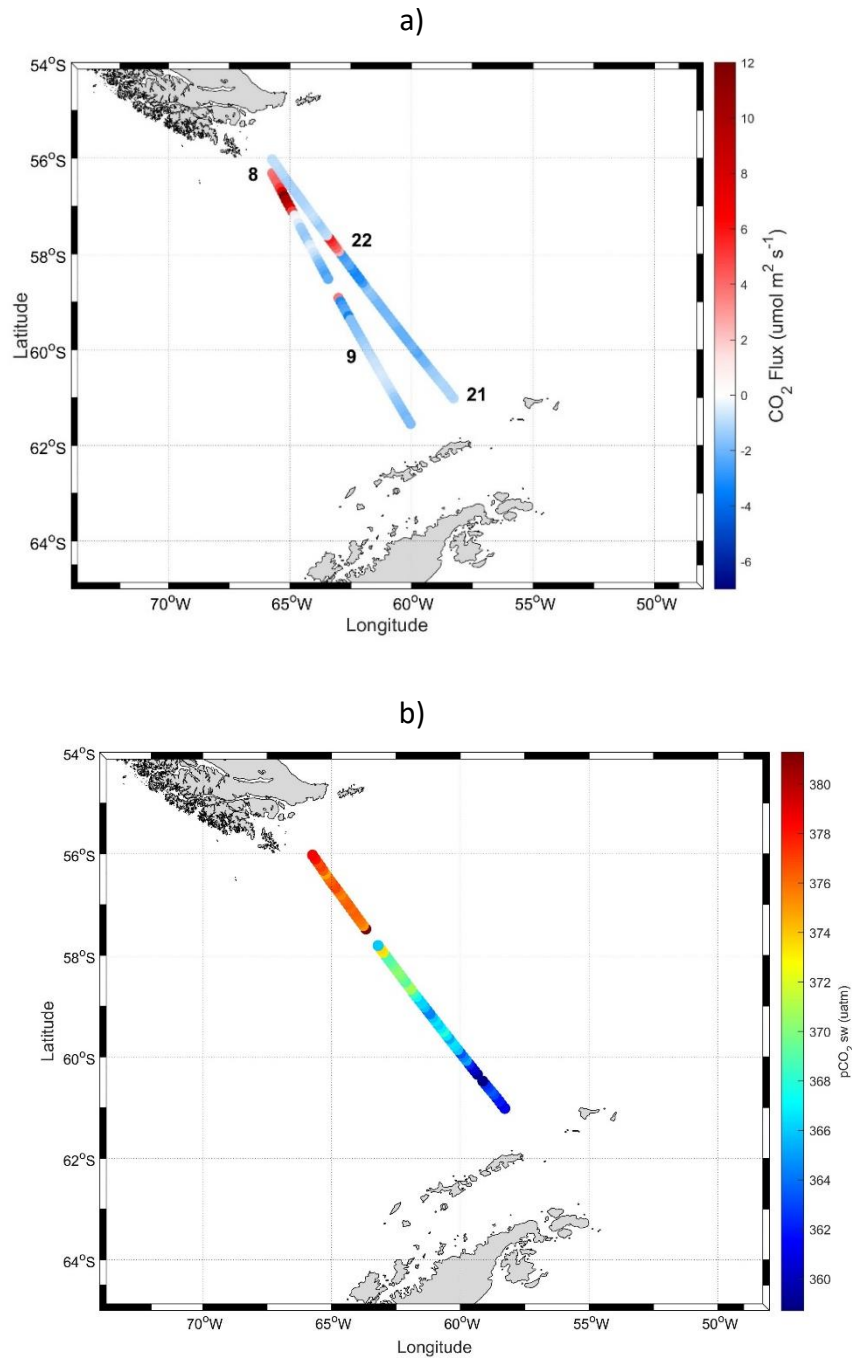 a)
54°S
56°S
58°S
60°S
62°S
64°S
Latitude
8
22
9
21
70°W
65°W
60°W
55°W
50°W
Longitude
12
10
8
6
4
2
0
-2
-4
-6
CO₂ Flux (umol m² s⁻¹)
b)
54°S
56°S
58°S
60°S
62°S
64°S
Latitude
70°W
65°W
60°W
55°W
50°W
Longitude
380
378
376
374
372
370
368
366
364
362
360
pCO₂ sw (uatm)